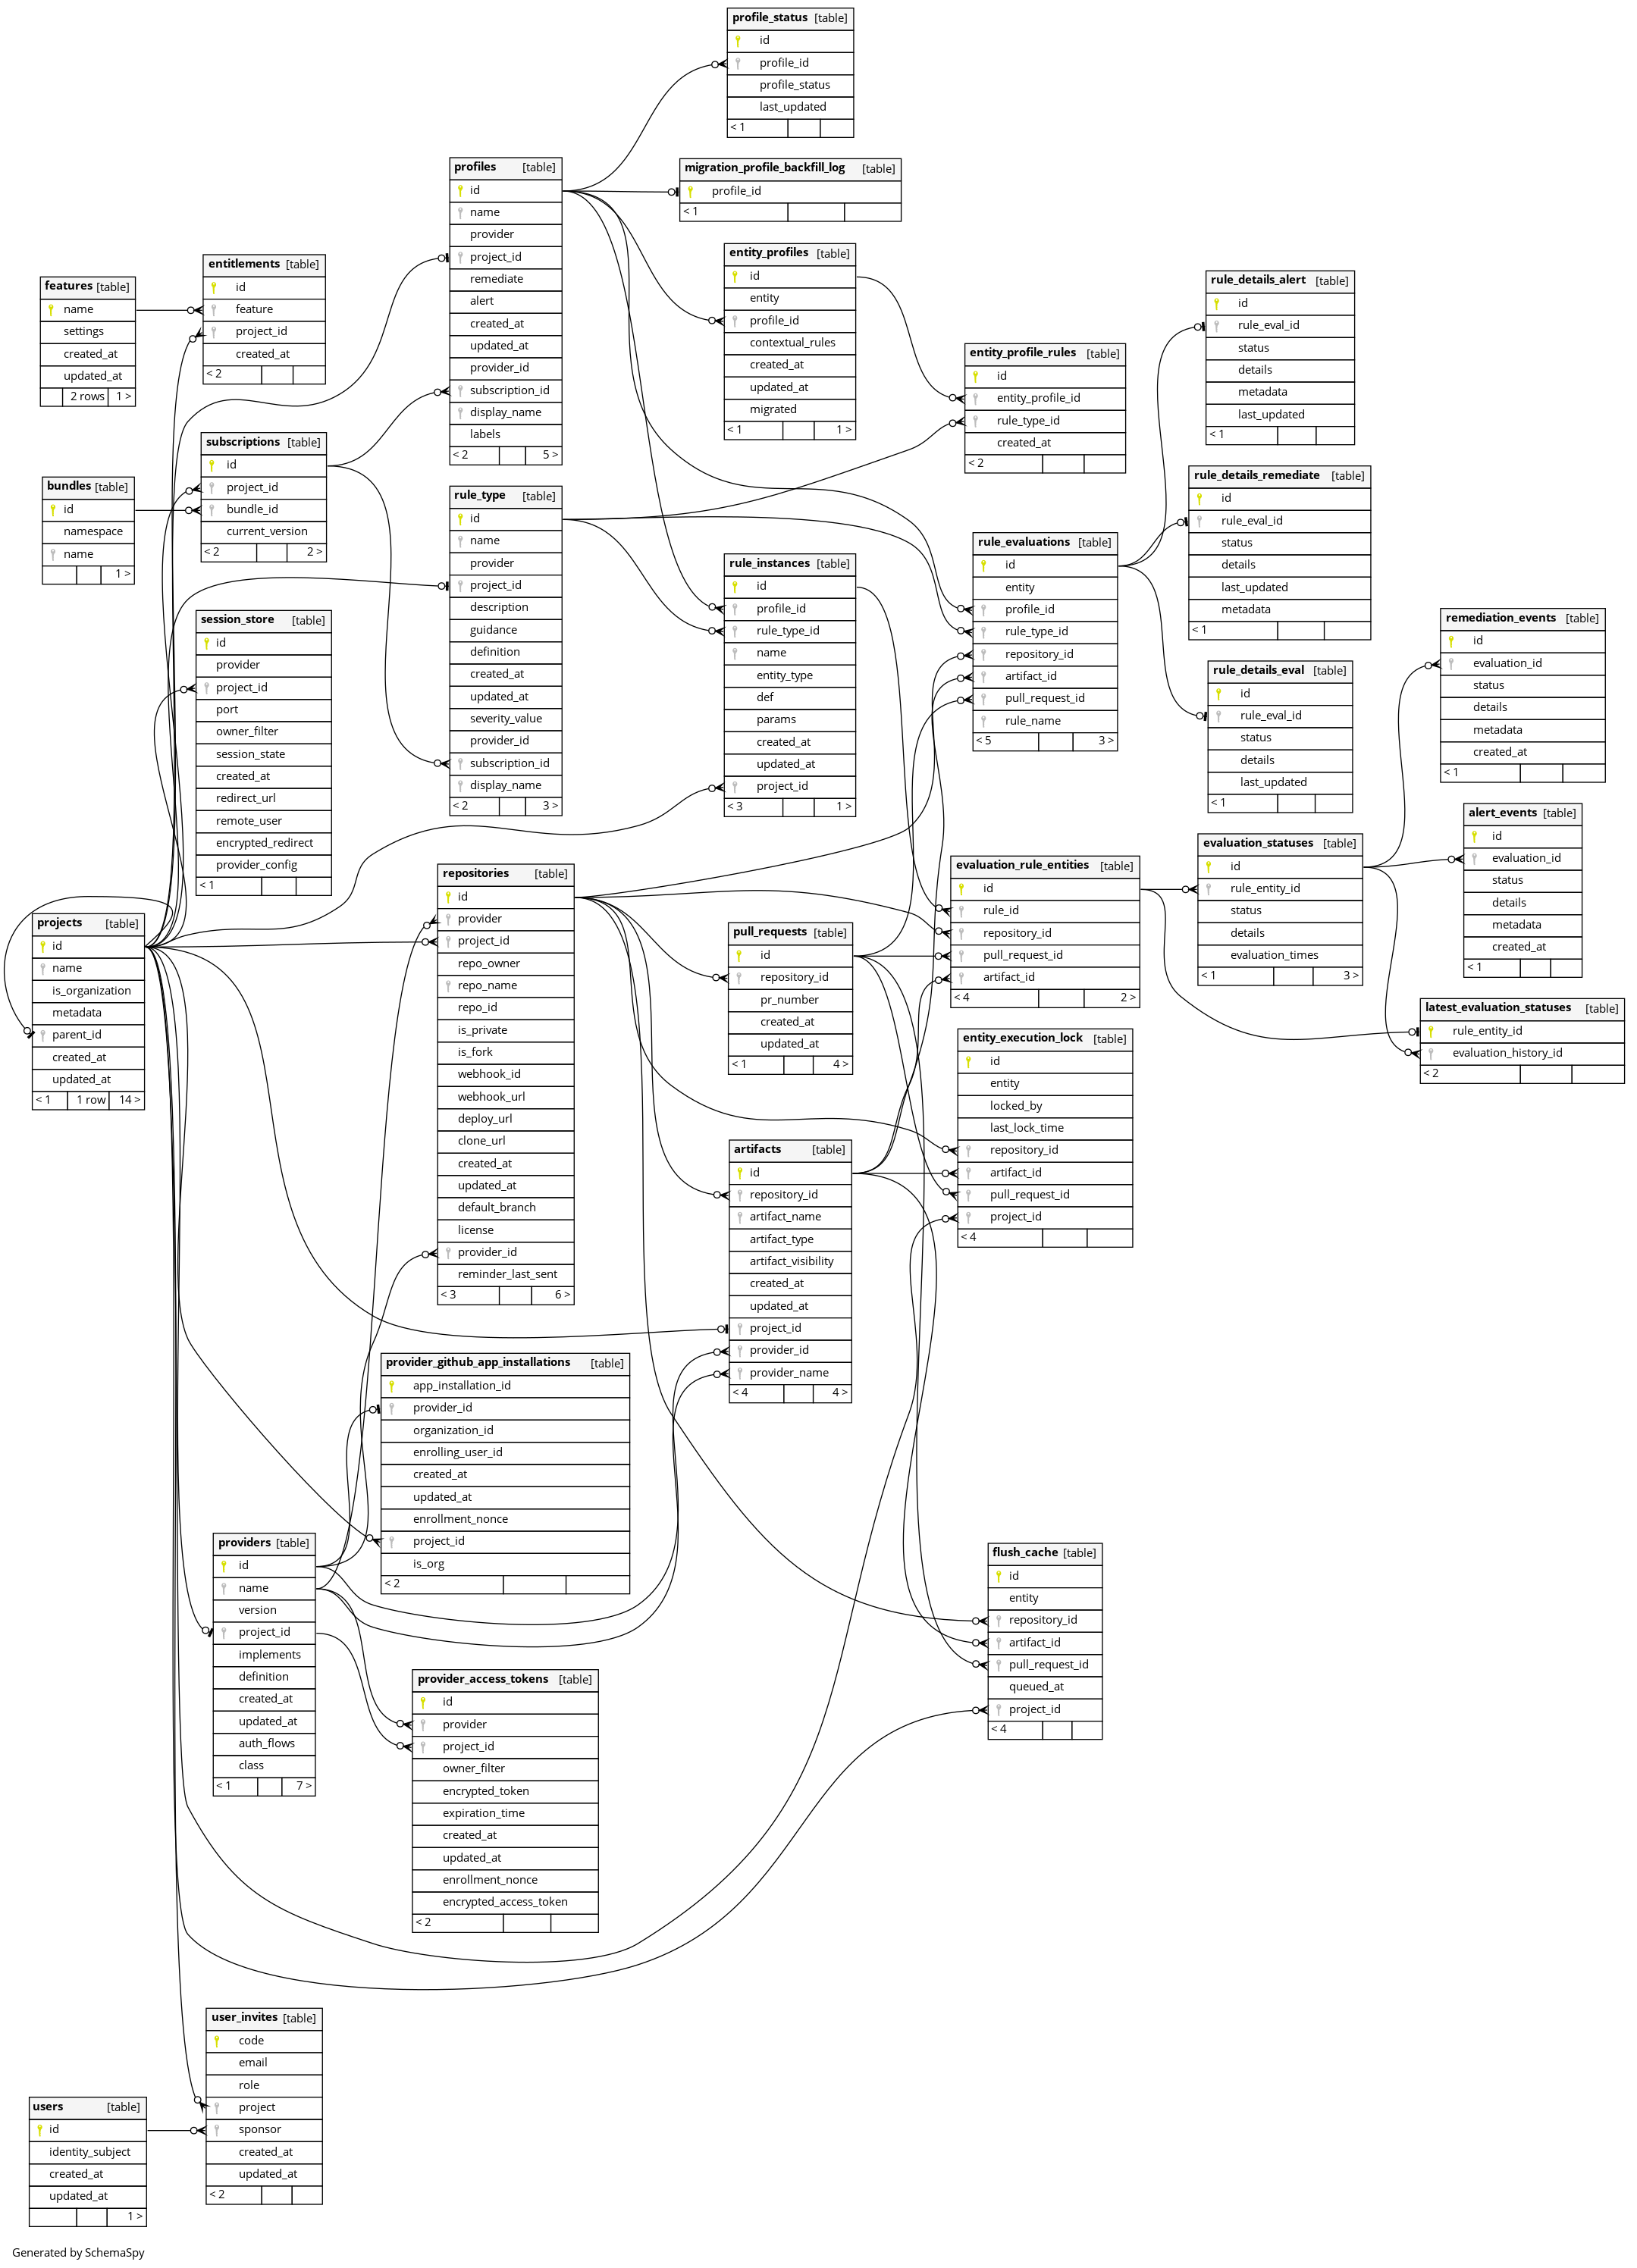 profile_status [table]
id
profile_id
profile_status
last_updated
< 1
migration_profile_backfill_log [table]
profile_id
< 1
profiles [table]
id
name
provider
project_id
remediate
alert
created_at
updated_at
provider_id
subscription_id
display_name
labels
< 2 5 >
entity_profiles [table]
id
entity
profile_id
contextual_rules
created_at
updated_at
migrated
< 1 1 >
entitlements [table]
id
feature
project_id
created_at
< 2
features [table]
name
settings
created_at
updated_at
2 rows 1 >
rule_details_alert [table]
id
rule_eval_id
status
details
metadata
last_updated
< 1
entity_profile_rules [table]
id
entity_profile_id
rule_type_id
created_at
< 2
subscriptions [table]
id
project_id
bundle_id
current_version
< 2 2 >
bundles [table]
id
namespace
name
1 >
rule_type [table]
id
name
provider
project_id
description
guidance
definition
created_at
updated_at
severity_value
provider_id
subscription_id
display_name
< 2 3 >
rule_details_remediate [table]
id
rule_eval_id
status
details
last_updated
metadata
< 1
rule_evaluations [table]
id
entity
profile_id
rule_type_id
repository_id
artifact_id
pull_request_id
rule_name
< 5 3 >
rule_instances [table]
id
profile_id
rule_type_id
name
entity_type
def
params
created_at
updated_at
project_id
< 3 1 >
session_store [table]
id
provider
project_id
port
owner_filter
session_state
created_at
redirect_url
remote_user
encrypted_redirect
provider_config
< 1
remediation_events [table]
id
evaluation_id
status
details
metadata
created_at
< 1
rule_details_eval [table]
id
rule_eval_id
status
details
last_updated
< 1
alert_events [table]
id
evaluation_id
status
details
metadata
created_at
< 1
evaluation_statuses [table]
id
rule_entity_id
status
details
evaluation_times
< 1 3 >
evaluation_rule_entities [table]
id
rule_id
repository_id
pull_request_id
artifact_id
< 4 2 >
repositories [table]
id
provider
project_id
repo_owner
repo_name
repo_id
is_private
is_fork
webhook_id
webhook_url
deploy_url
clone_url
created_at
updated_at
default_branch
license
provider_id
reminder_last_sent
< 3 6 >
projects [table]
id
name
is_organization
metadata
parent_id
created_at
updated_at
< 1 1 row 14 >
pull_requests [table]
id
repository_id
pr_number
created_at
updated_at
< 1 4 >
latest_evaluation_statuses [table]
rule_entity_id
evaluation_history_id
< 2
entity_execution_lock [table]
id
entity
locked_by
last_lock_time
repository_id
artifact_id
pull_request_id
project_id
< 4
artifacts [table]
id
repository_id
artifact_name
artifact_type
artifact_visibility
created_at
updated_at
project_id
provider_id
provider_name
< 4 4 >
provider_github_app_installations [table]
app_installation_id
provider_id
organization_id
enrolling_user_id
created_at
updated_at
enrollment_nonce
project_id
is_org
< 2
providers [table]
id
name
version
project_id
implements
definition
created_at
updated_at
auth_flows
class
< 1 7 >
flush_cache [table]
id
entity
repository_id
artifact_id
pull_request_id
queued_at
project_id
< 4
provider_access_tokens [table]
id
provider
project_id
owner_filter
encrypted_token
expiration_time
created_at
updated_at
enrollment_nonce
encrypted_access_token
< 2
user_invites [table]
code
email
role
project
sponsor
created_at
updated_at
< 2
users [table]
id
identity_subject
created_at
updated_at
1 >
Generated by SchemaSpy